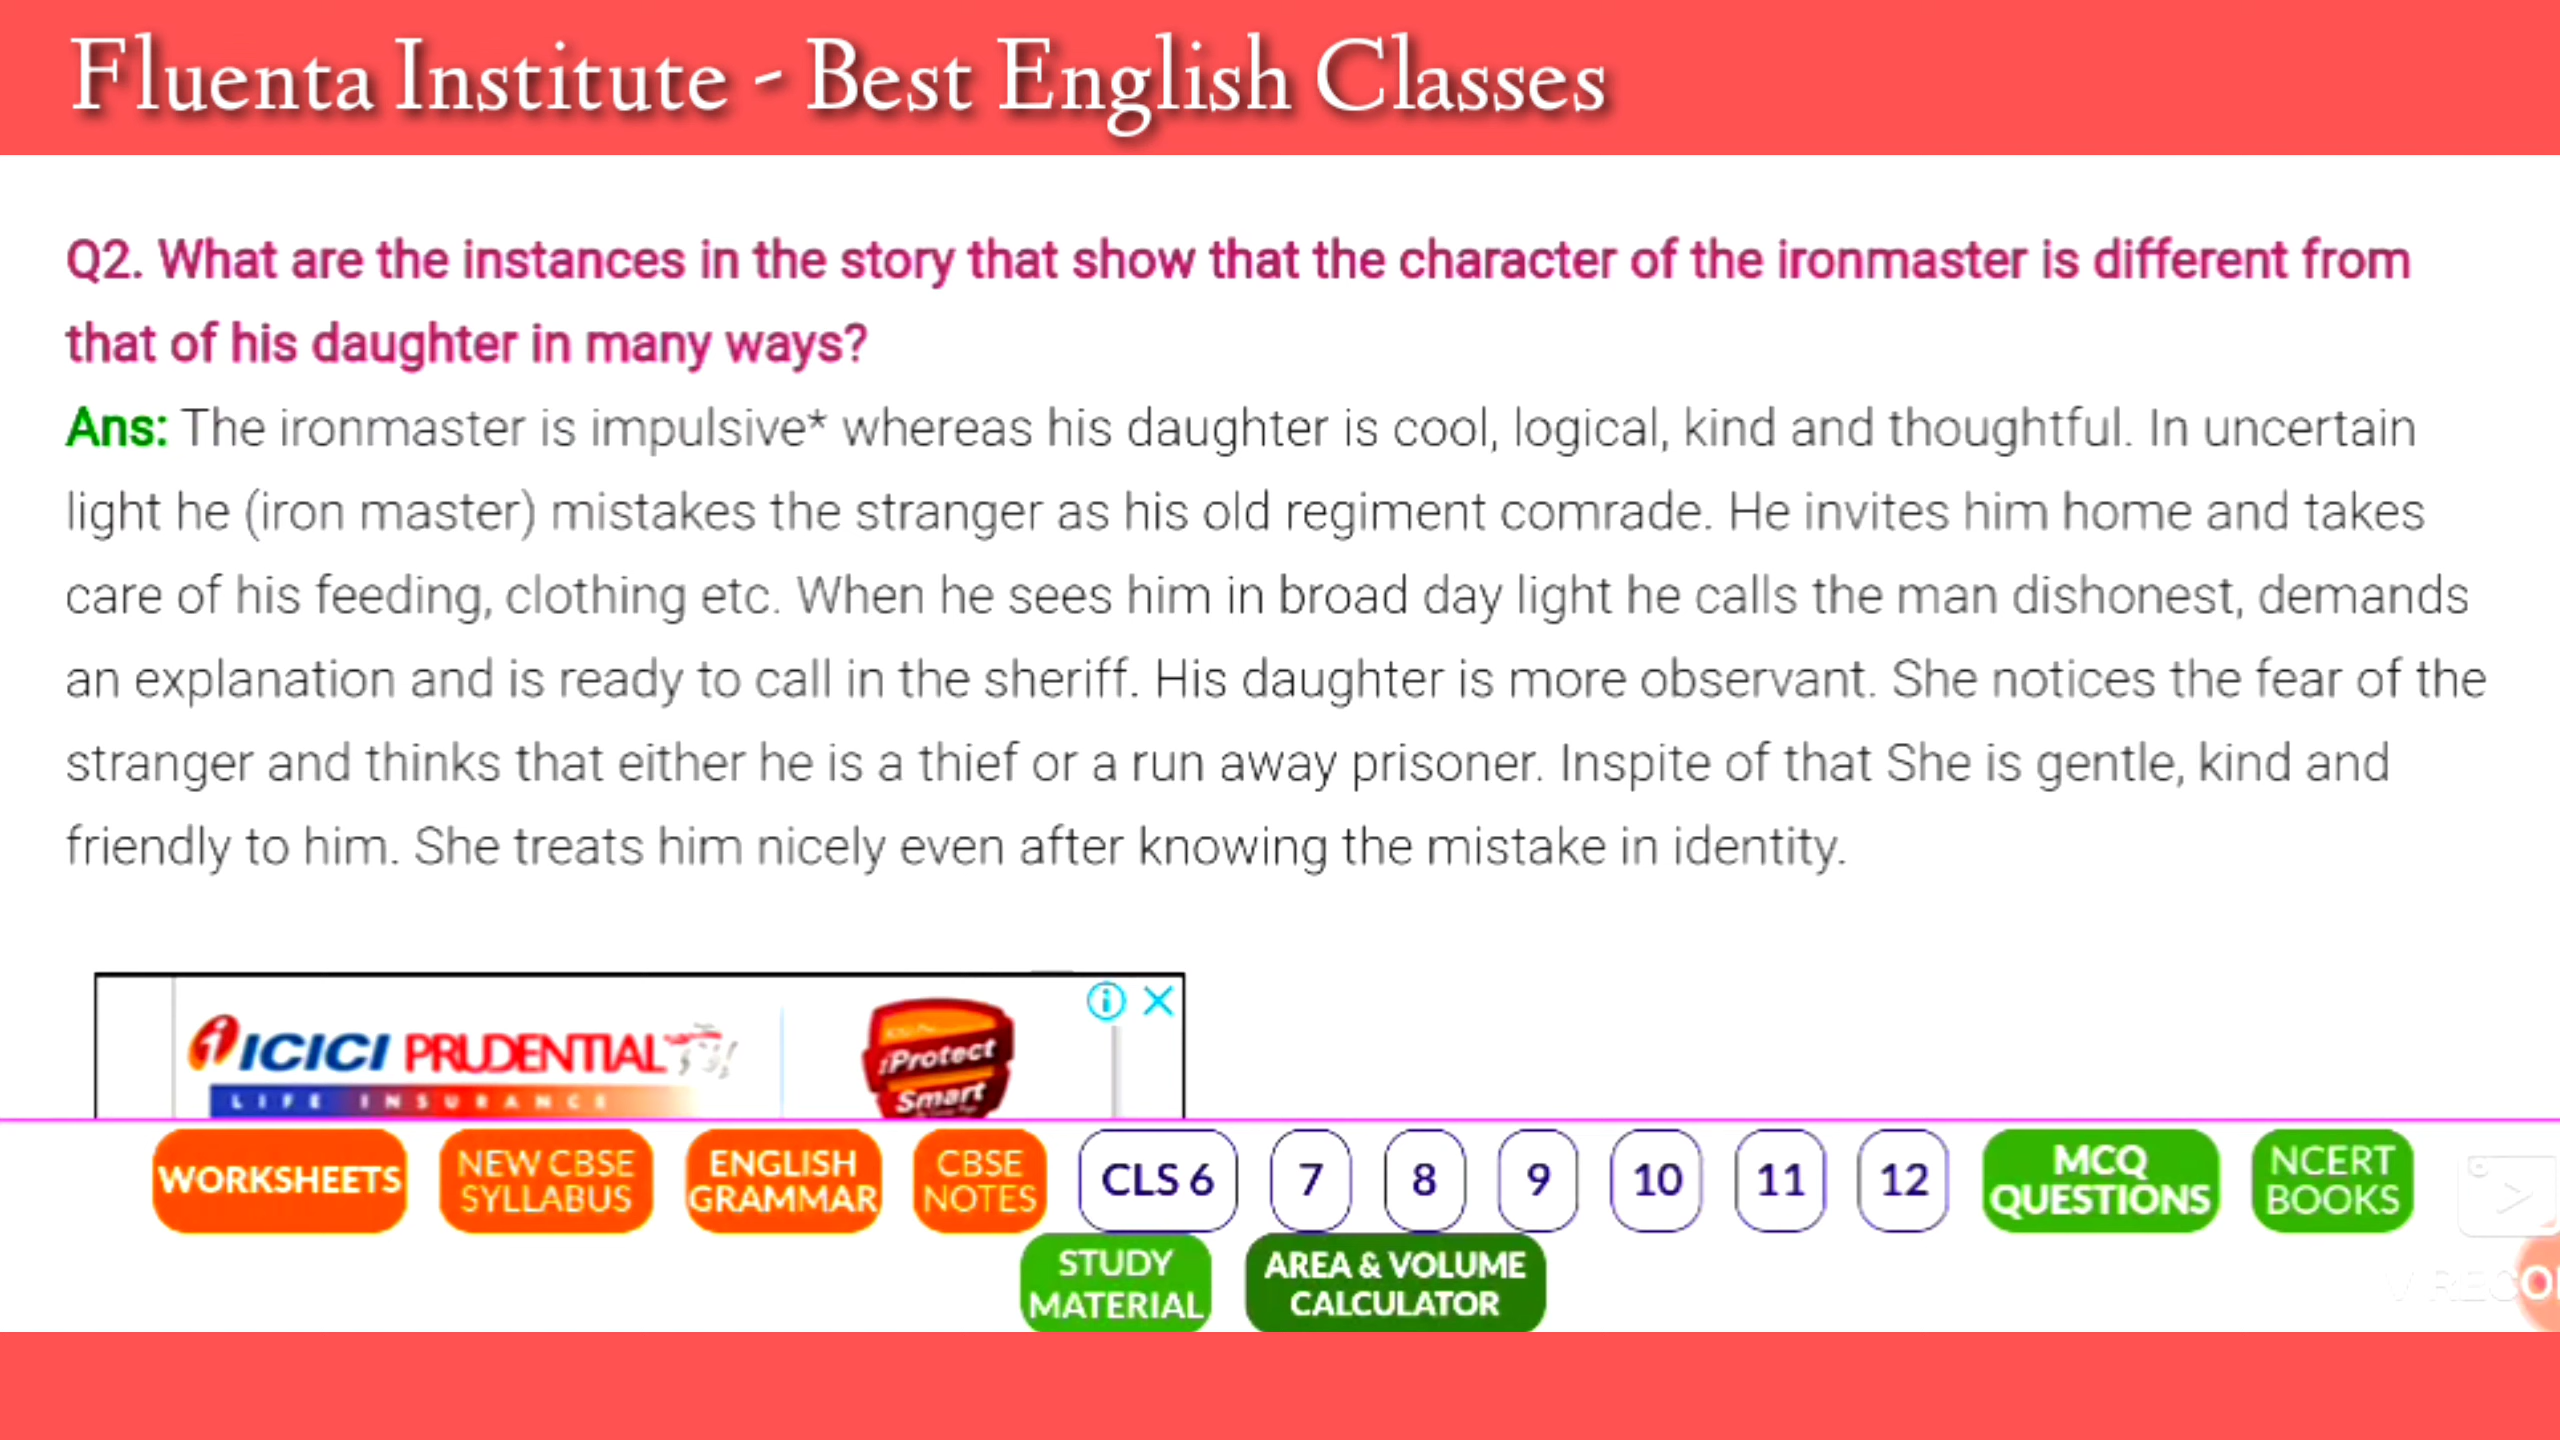 Fluenta Institute - Best English Classes
Q2. What are the instances in the story that show that the character of the ironmaster is different from
that of his daughter in many ways?
Ans: The ironmaster is impulsive* whereas his daughter is cool, logical, kind and thoughtful. In uncertain
light he (iron master) mistakes the stranger as his old regiment comrade. He invites him home and takes
care of his feeding, clothing etc. When he sees him in broad day light he calls the man dishonest, demands
an explanation and is ready to call in the sheriff. His daughter is more observant. She notices the fear of the
stranger and thinks that either he is a thief or a run away prisoner. Inspite of that She is gentle, kind and
friendly to him. She treats him nicely even after knowing the mistake in identity.
ICICI PRUDENTIAL
LIFE INSURANCE
iProtect
Smart
WORKSHEETS
NEW CBSE
SYLLABUS
ENGLISH
GRAMMAR
CBSE
NOTES
CLS 6
7
8
9
10
11
12
MCQ
QUESTIONS
NCERT
BOOKS
STUDY
MATERIAL
AREA & VOLUME
CALCULATOR